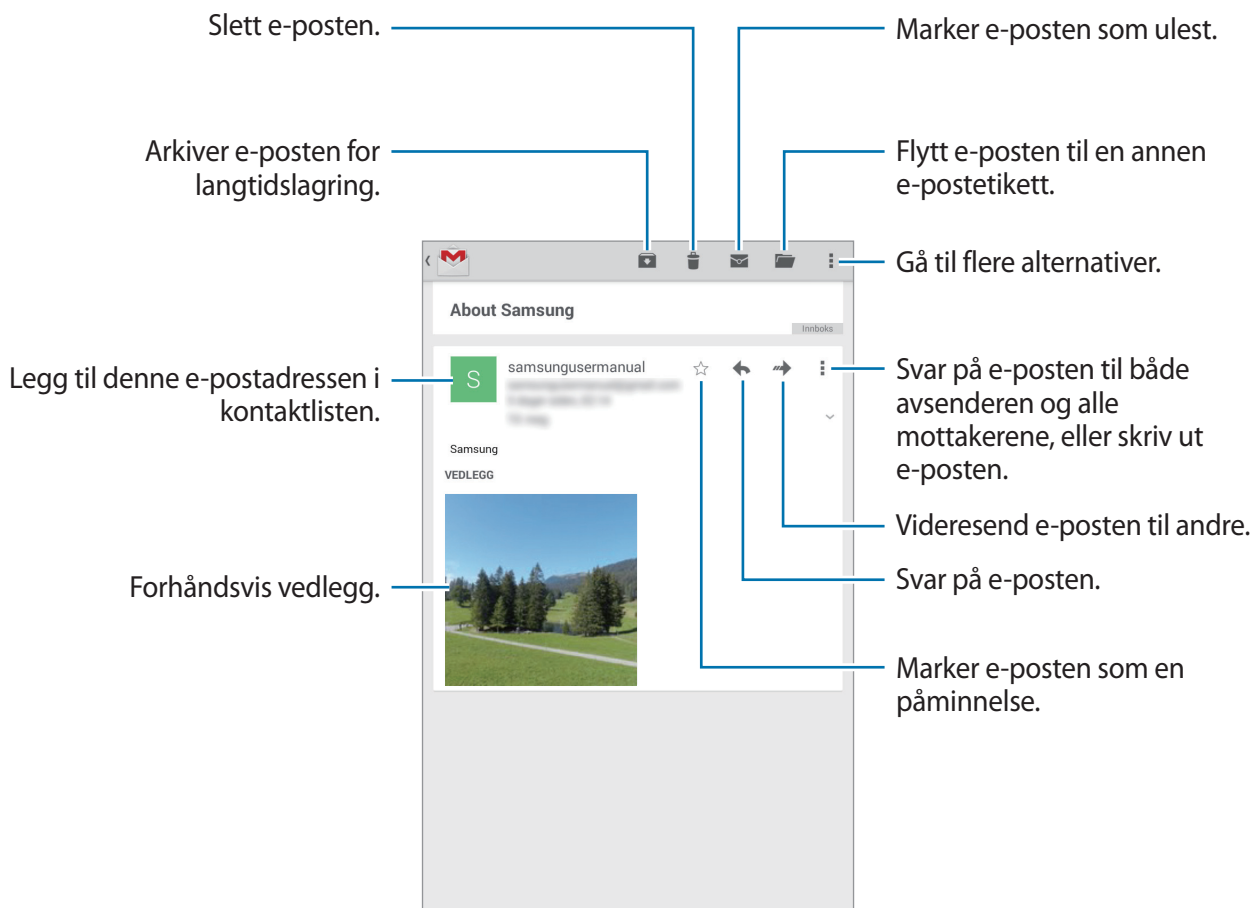 Slett e-posten.
Marker e-posten som ulest.
Arkiver e-posten for
langtidslagring.
Flytt e-posten til en annen
e-postetikett.
Gå til flere alternativer.
About Samsung
Innboks
Legg til denne e-postadressen i
kontaktlisten.
S
samsungusermanual
Svar på e-posten til både
avsenderen og alle
mottakerene, eller skriv ut
e-posten.
Samsung
VEDLEGG
Videresend e-posten til andre.
Forhåndsvis vedlegg.
Svar på e-posten.
Marker e-posten som en
påminnelse.